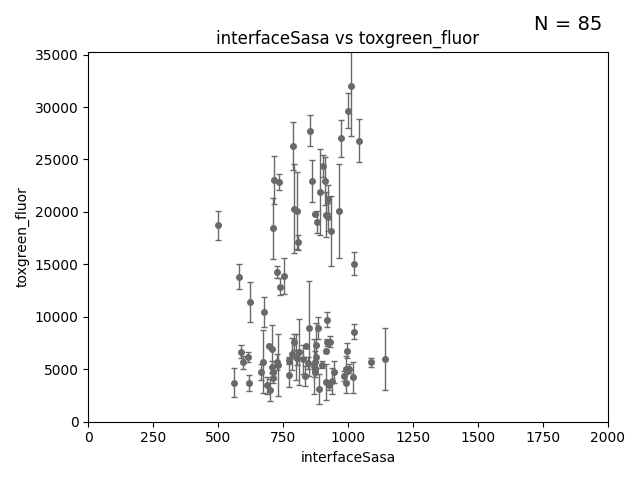 N = 85
interfaceSasa vs toxgreen_fluor
35000
30000
25000
20000
15000
10000
5000
0
toxgreen_fluor
0 250 500 750 1000 1250 1500 1750 2000
interfaceSasa